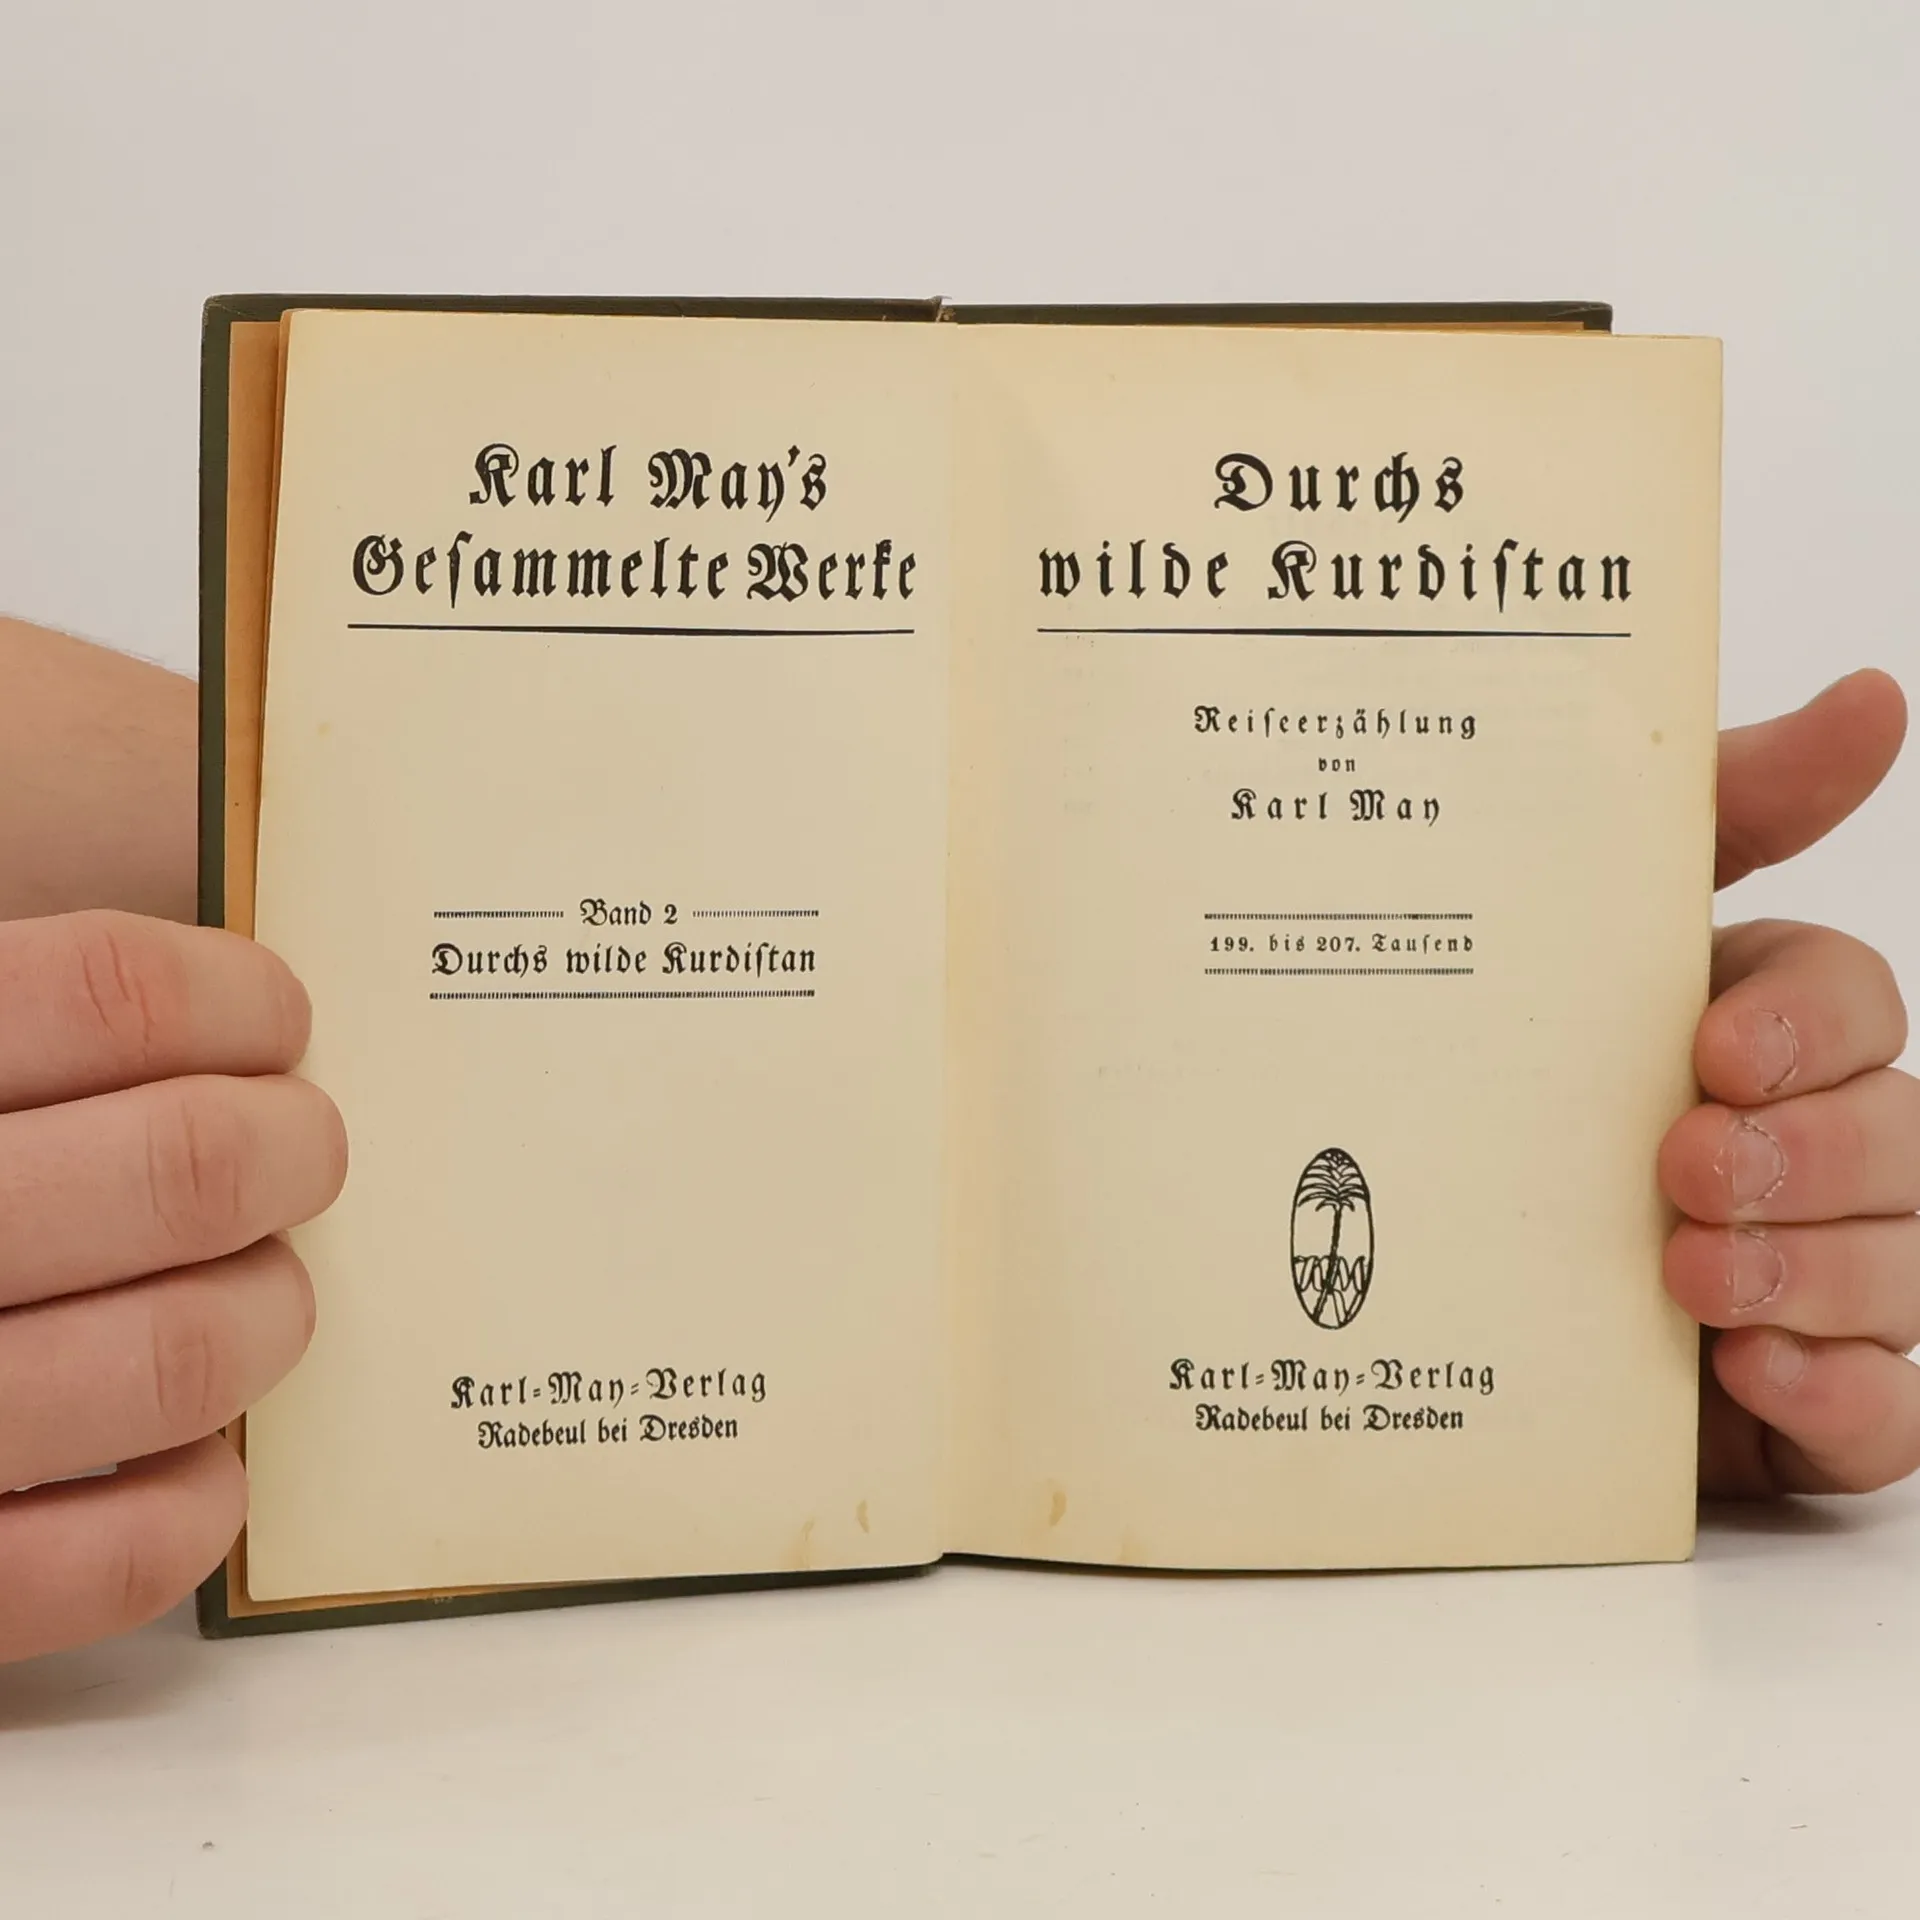 Karl May's
Geſammelte Werke
Band 2
Durchs wilde Kurdiſtan
Karl-May-Verlag
Radebeul bei Dresden
Durchs
wilde Kurdiſtan
Reiſeerzählung
von
Karl May
199. bis 207. Tauſend
Karl-May-Verlag
Radebeul bei Dresden